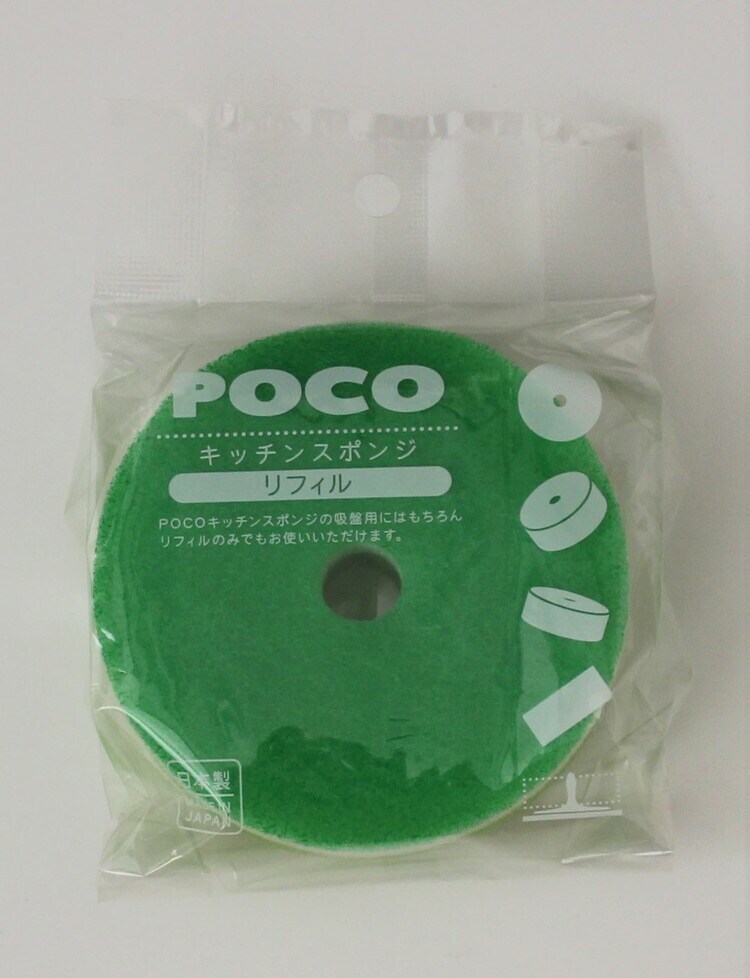 POCO
キッチンスポンジ
リフィル
POCOキッチンスポンジの吸盤用にはもちろん
リフィルのみでもお使いいただけます。
日本製
MADE IN
JAPAN